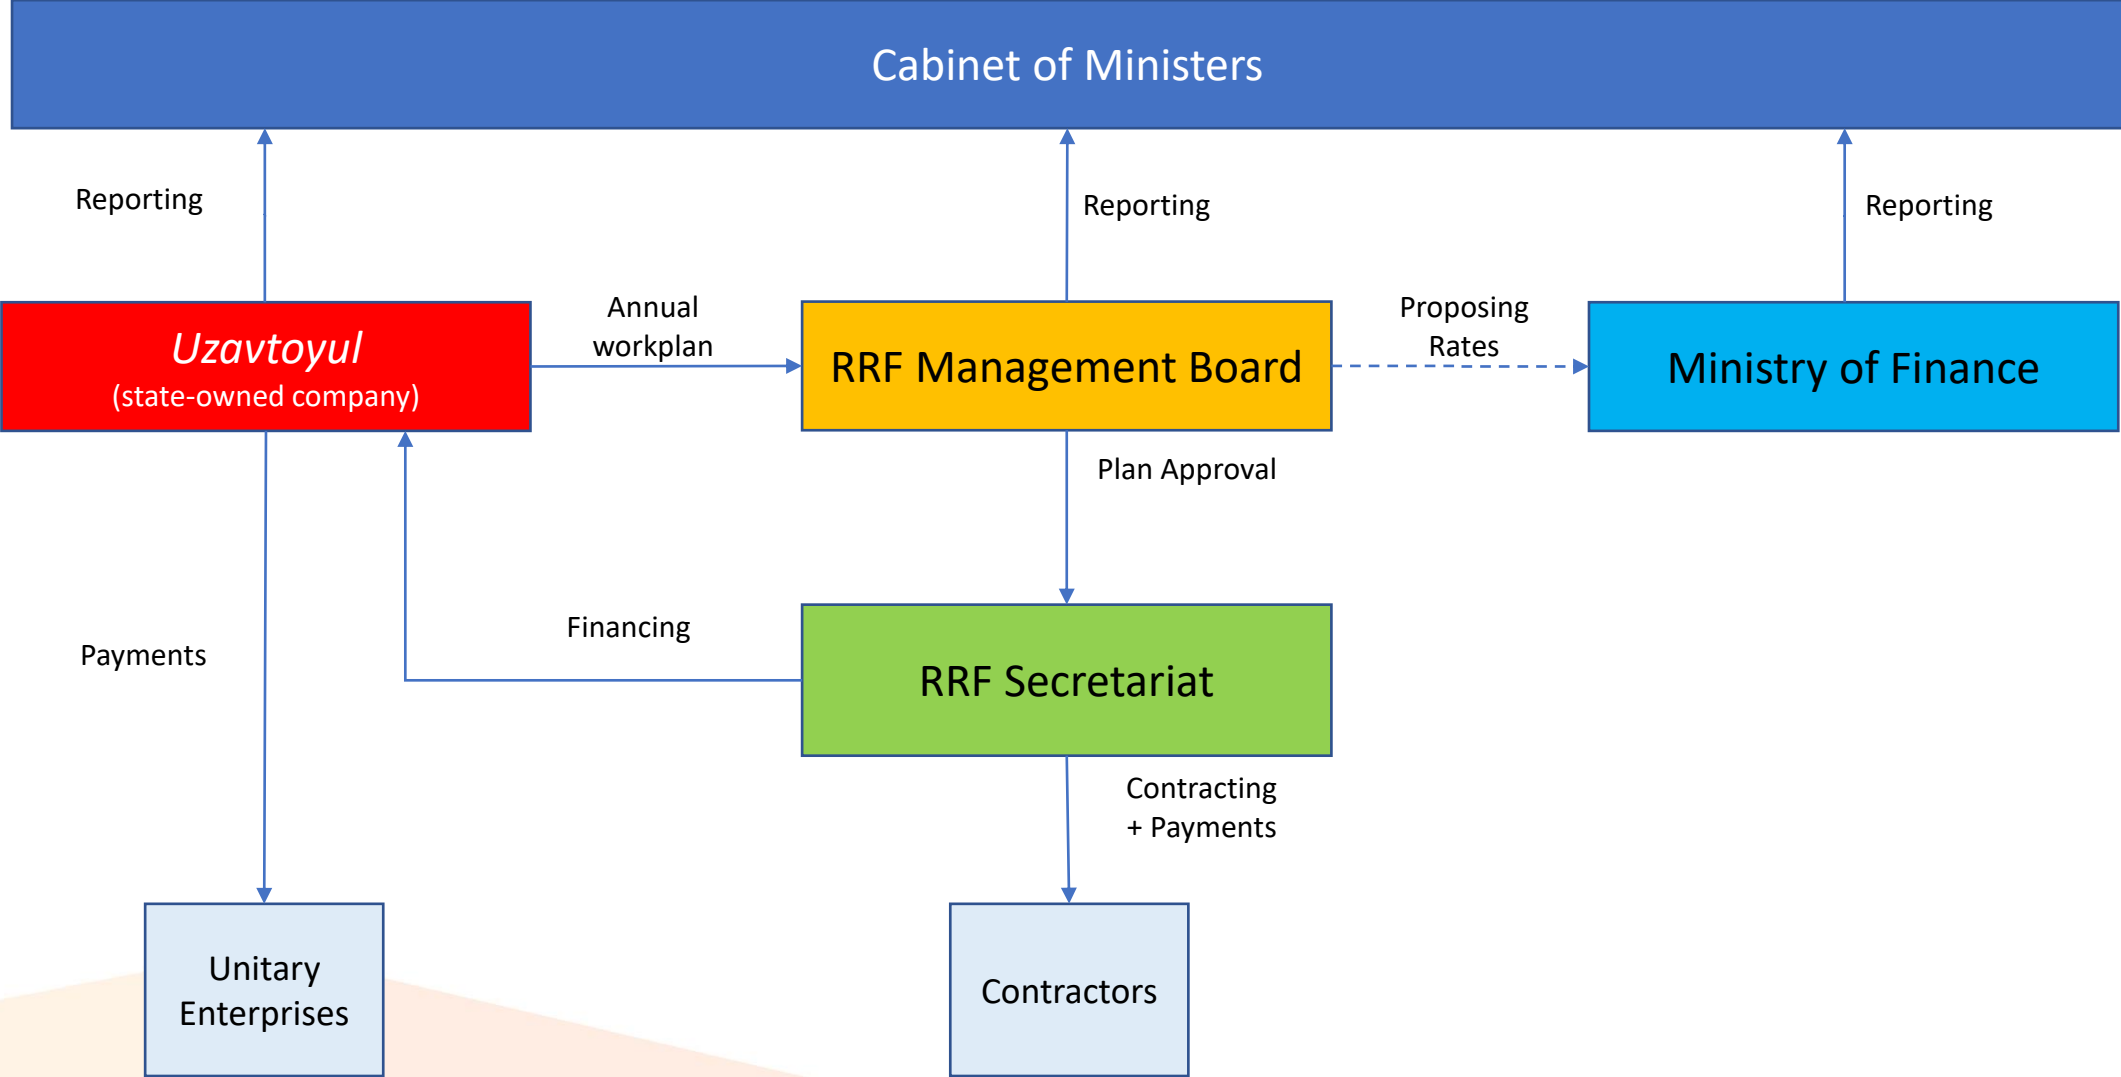 Cabinet of Ministers
Reporting
Reporting
Reporting
Uzavtoyul
(state-owned company)
Annual
workplan
RRF Management Board
Proposing
Rates
Ministry of Finance
Plan Approval
Financing
Payments
RRF Secretariat
Contracting
+ Payments
Unitary
Enterprises
Contractors